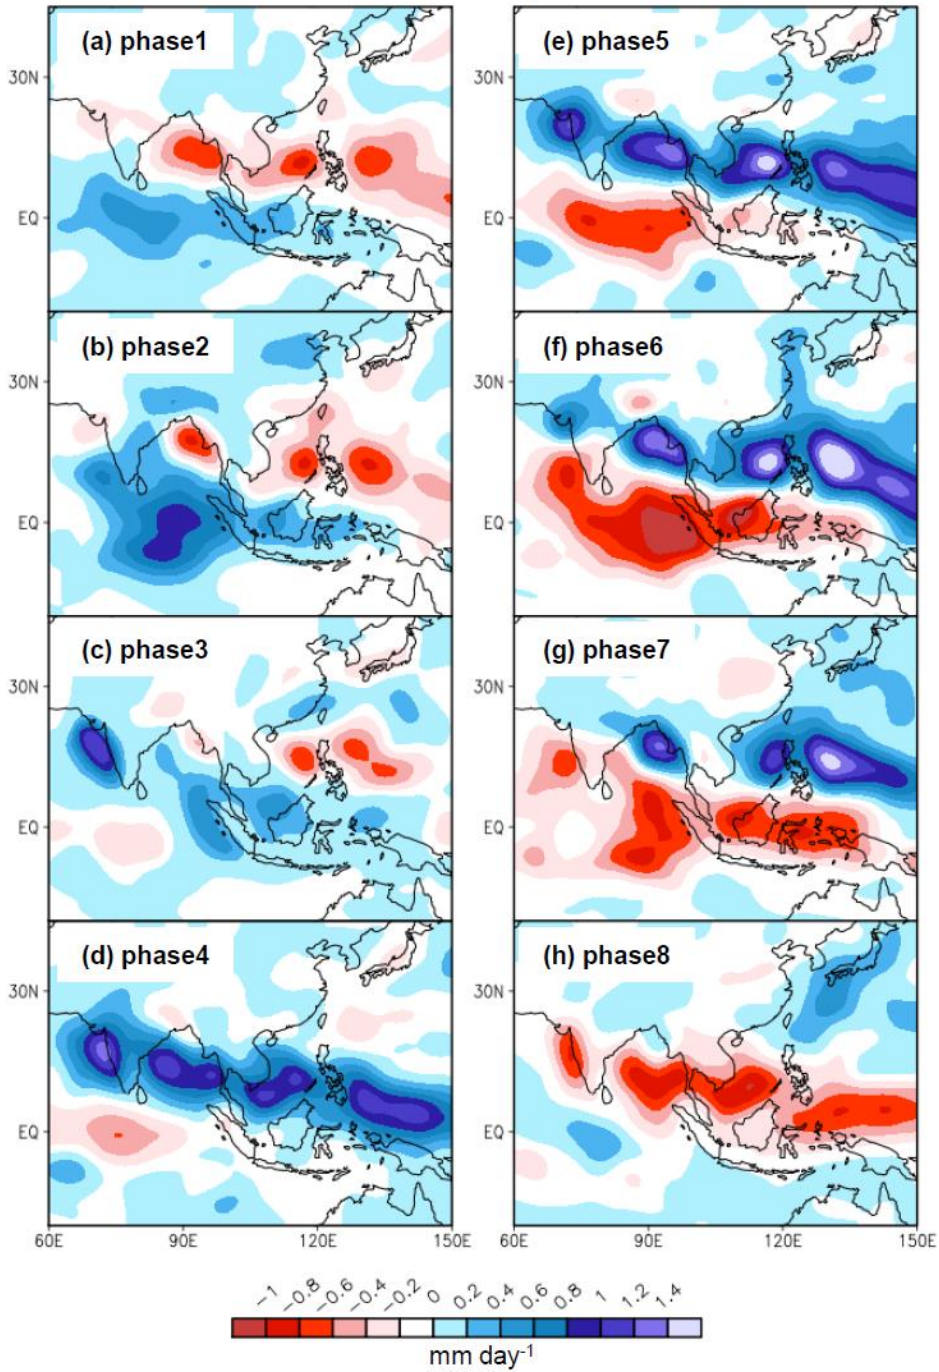 (a) phase1
(e) phase5
30N
30N
EQ
EQ
(b) phase2
(f) phase6
30N
30N
EQ
EQ
(c) phase3
(g) phase7
30N
30N
EQ
EQ
(d) phase4
(h) phase8
30N
30N
EQ
EQ
60E 90E 120E 150E 60E 90E 120E 150E
−1 −0.8 −0.6 −0.4 −0.2 0 0.2 0.4 0.6 0.8 1 1.2 1.4
mm day-1